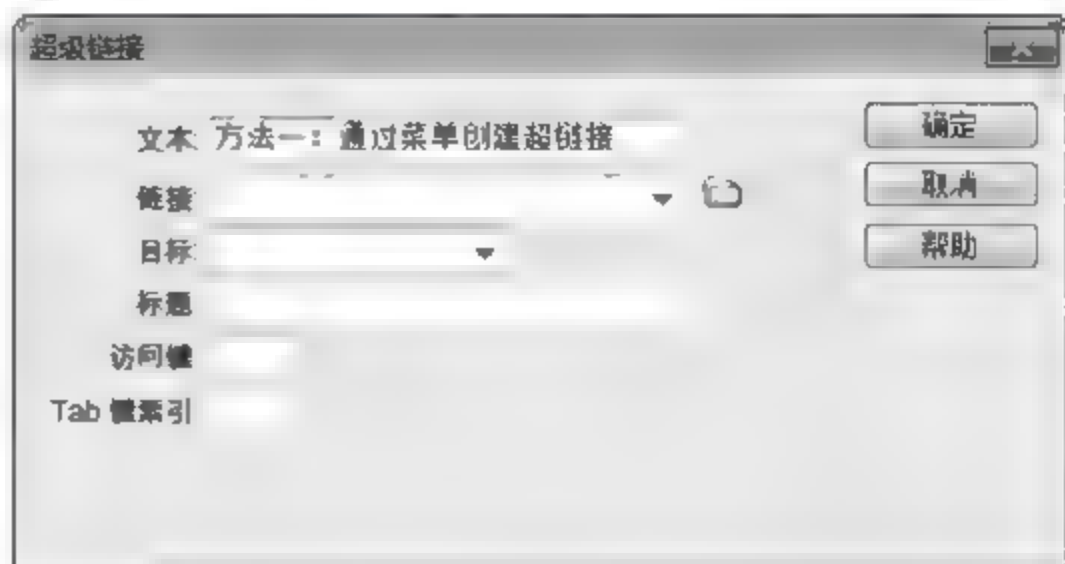 超级链接
文本: 方法一：通过菜单创建超链接
确定
链接
取消
目标:
帮助
标题
访问键
Tab 键索引